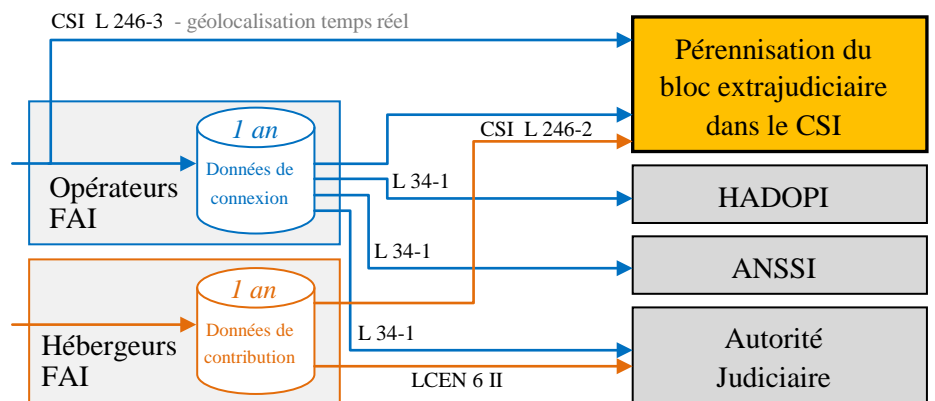 CSI L 246-3 - géolocalisation temps réel
Pérennisation du
bloc extrajudiciaire
dans le CSI
1 an
Données de
connexion
Opérateurs
FAI
CSI L 246-2
L 34-1
HADOPI
L 34-1
ANSSI
1 an
Données de
contribution
Hébergeurs
FAI
L 34-1
LCEN 6 II
Autorité
Judiciaire